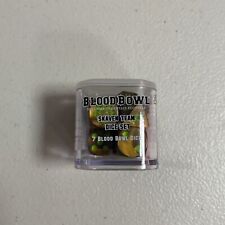 BLOOD BOWL
SKAVEN TEAM
DICE SET
7 BLOOD BOWL DICE